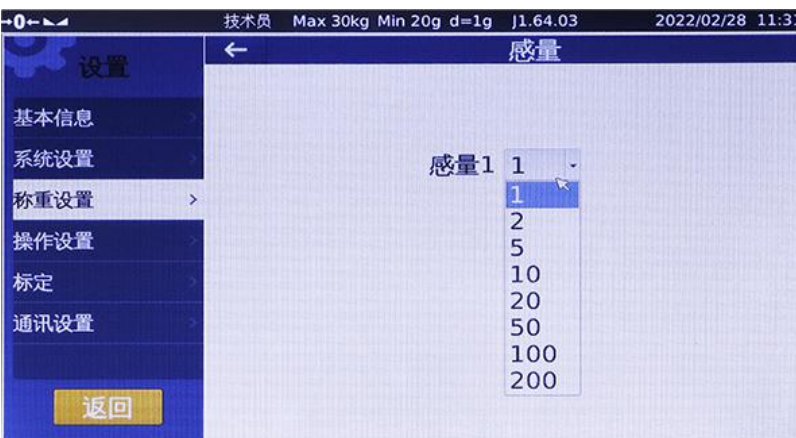 →0← 技术员 Max 30kg Min 20g d=1g J1.64.03 2022/02/28 11:3
设置
← 感量
基本信息
系统设置
称重设置 >
操作设置
标定
通讯设置
返回
感量1 1
1
2
5
10
20
50
100
200